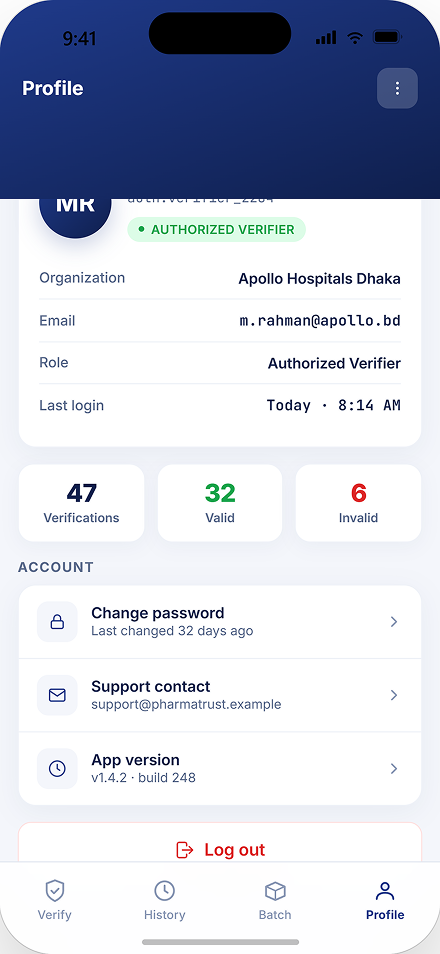 9:41
Profile
MR
AUTHORIZED VERIFIER
Organization Apollo Hospitals Dhaka
Email m.rahman@apollo.bd
Role Authorized Verifier
Last login Today · 8:14 AM
47 32 6
Verifications Valid Invalid
ACCOUNT
Change password
Last changed 32 days ago
Support contact
support@pharmatrust.example
App version
v1.4.2 · build 248
Log out
Verify History Batch Profile